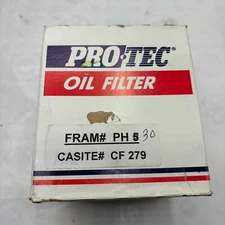 PRO-TEC®
OIL FILTER
FRAM# PH 8 30
CASITE# CF 279